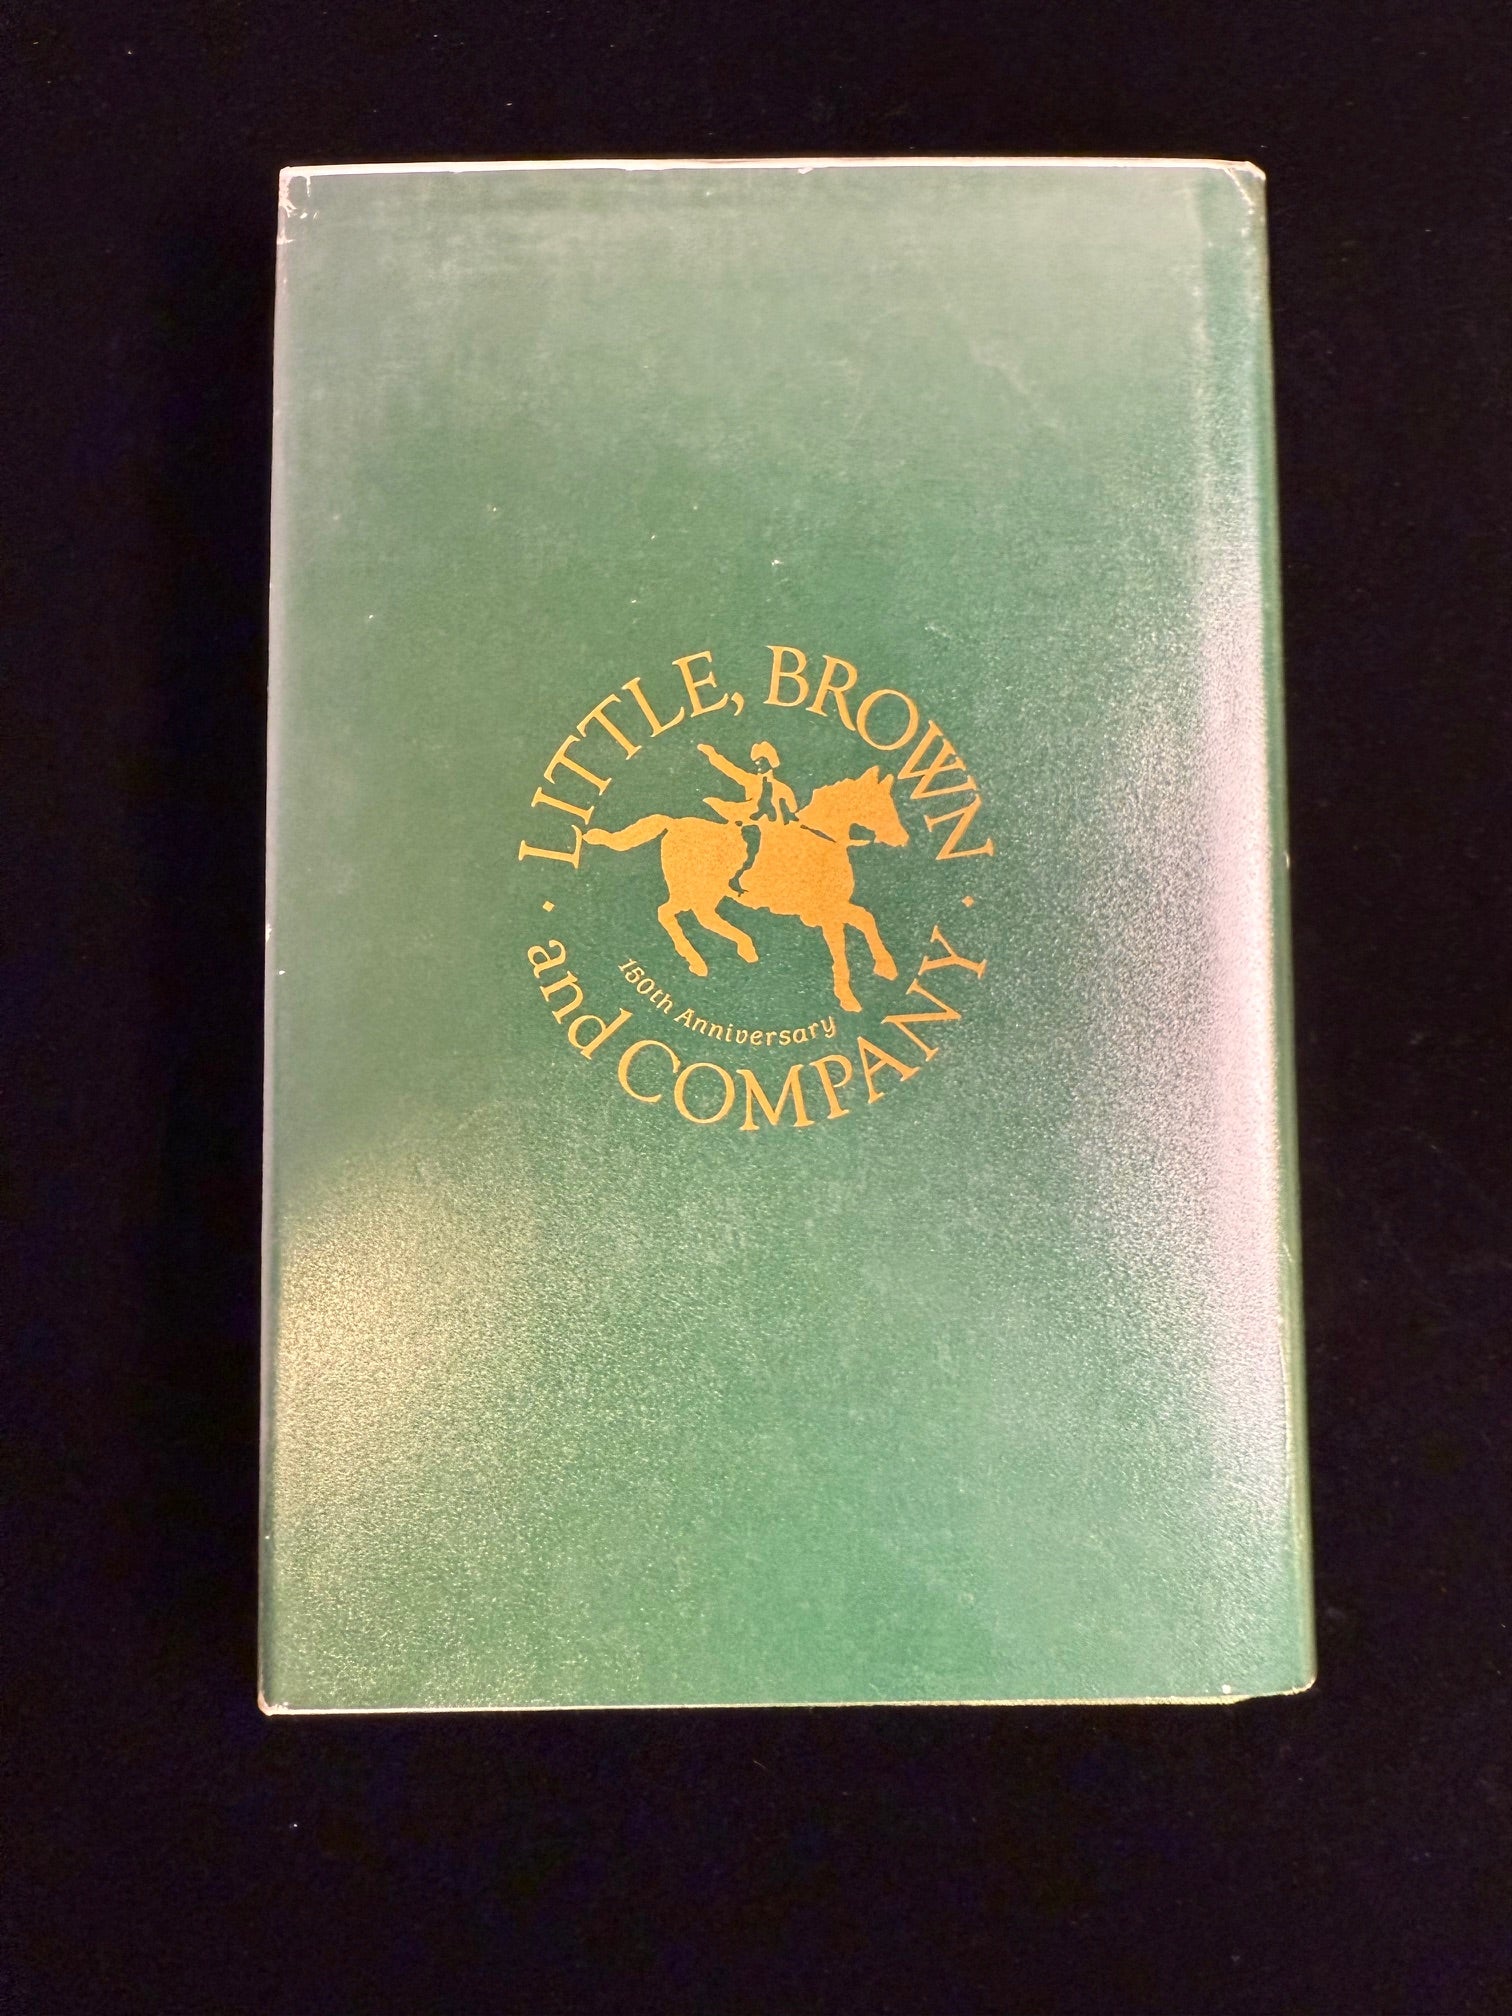 LITTLE, BROWN
and COMPANY
150th Anniversary